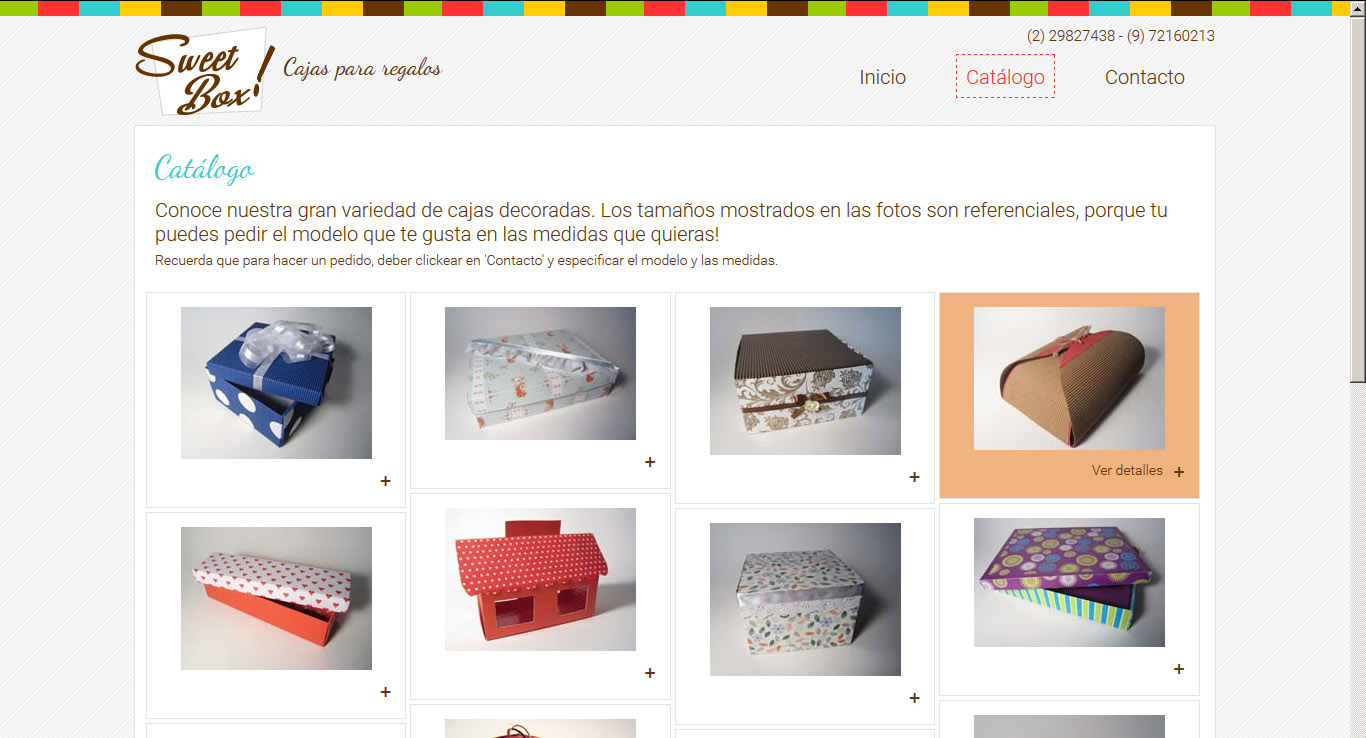 Sweet
Box!
Cajas para regalos
(2) 29827438 - (9) 72160213
Inicio
Catálogo
Contacto
Catálogo
Conoce nuestra gran variedad de cajas decoradas. Los tamaños mostrados en las fotos son referenciales, porque tu
puedes pedir el modelo que te gusta en las medidas que quieras!
Recuerda que para hacer un pedido, deber clickear en 'Contacto' y especificar el modelo y las medidas.
+
+
+
Ver detalles +
+
+
+
+